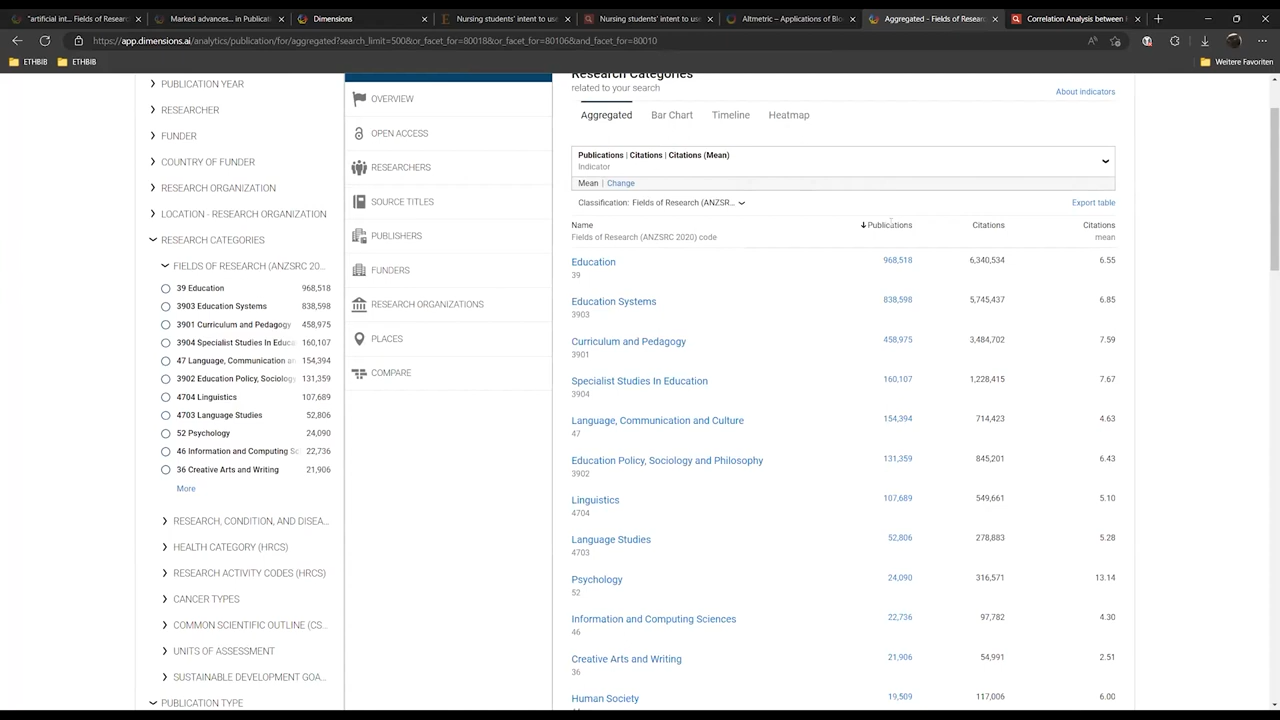 "artificial int... - Fields of Resear
Marked advances... in Publicati
Dimensions
Nursing students' intent to use
Nursing students' intent to use
Altmetric – Applications of Blo
Aggregated - Fields of Researc
Correlation Analysis between
https://app.dimensions.ai/analytics/publication/for/aggregated?search_limit=500&or_facet_for=80018&or_facet_for=80106&and_facet_for=80010
ETHBIB
ETHBIB
Weitere Favoriten
PUBLICATION YEAR
RESEARCHER
FUNDER
COUNTRY OF FUNDER
RESEARCH ORGANIZATION
LOCATION - RESEARCH ORGANIZATION
RESEARCH CATEGORIES
FIELDS OF RESEARCH (ANZSRC 20...
39 Education 968,518
3903 Education Systems 838,598
3901 Curriculum and Pedagogy 458,975
3904 Specialist Studies In Educa 160,107
47 Language, Communication an 154,394
3902 Education Policy, Sociology 131,359
4704 Linguistics 107,689
4703 Language Studies 52,806
52 Psychology 24,090
46 Information and Computing Sc 22,736
36 Creative Arts and Writing 21,906
More
RESEARCH, CONDITION, AND DISEA...
HEALTH CATEGORY (HRCS)
RESEARCH ACTIVITY CODES (HRCS)
CANCER TYPES
COMMON SCIENTIFIC OUTLINE (CS...
UNITS OF ASSESSMENT
SUSTAINABLE DEVELOPMENT GOA...
PUBLICATION TYPE
OVERVIEW
OPEN ACCESS
RESEARCHERS
SOURCE TITLES
PUBLISHERS
FUNDERS
RESEARCH ORGANIZATIONS
PLACES
COMPARE
Research Categories
related to your search
About indicators
Aggregated Bar Chart Timeline Heatmap
Publications | Citations | Citations (Mean)
Indicator
Mean | Change
Classification: Fields of Research (ANZSR...
Export table
Name Publications Citations Citations
Fields of Research (ANZSRC 2020) code mean
Education 968,518 6,340,534 6.55
39
Education Systems 838,598 5,745,437 6.85
3903
Curriculum and Pedagogy 458,975 3,484,702 7.59
3901
Specialist Studies In Education 160,107 1,228,415 7.67
3904
Language, Communication and Culture 154,394 714,423 4.63
47
Education Policy, Sociology and Philosophy 131,359 845,201 6.43
3902
Linguistics 107,689 549,661 5.10
4704
Language Studies 52,806 278,883 5.28
4703
Psychology 24,090 316,571 13.14
52
Information and Computing Sciences 22,736 97,782 4.30
46
Creative Arts and Writing 21,906 54,991 2.51
36
Human Society 19,509 117,006 6.00